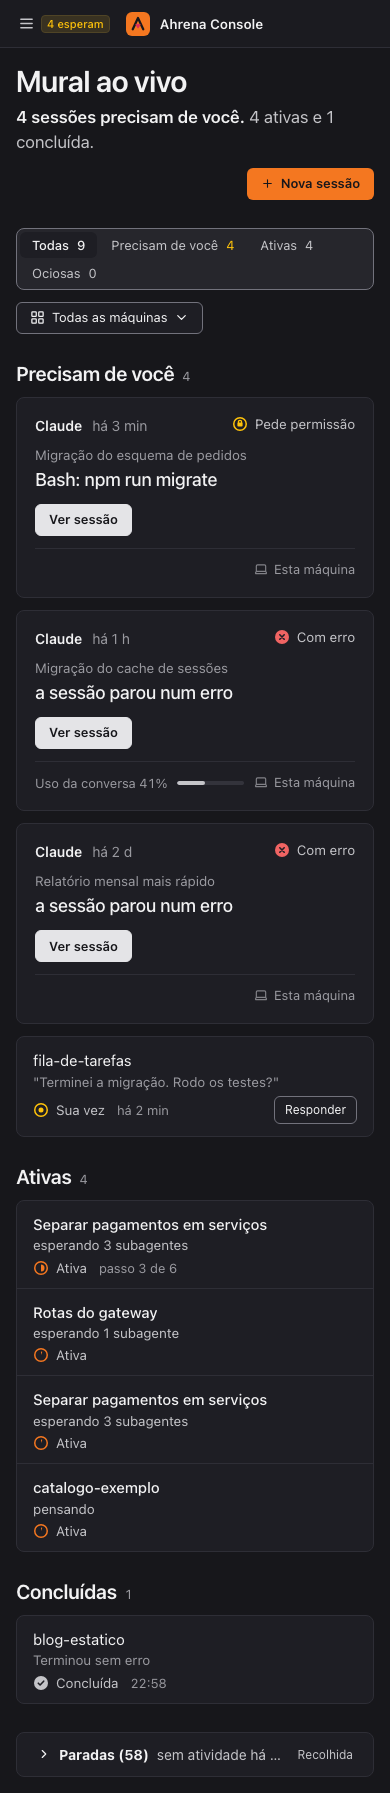 4 esperam
Ahrena Console
Mural ao vivo
4 sessões precisam de você. 4 ativas e 1
concluída.
+ Nova sessão
Todas 9 Precisam de você 4 Ativas 4
Ociosas 0
Todas as máquinas
Precisam de você 4
Claude há 3 min Pede permissão
Migração do esquema de pedidos
Bash: npm run migrate
Ver sessão
Esta máquina
Claude há 1 h Com erro
Migração do cache de sessões
a sessão parou num erro
Ver sessão
Uso da conversa 41% Esta máquina
Claude há 2 d Com erro
Relatório mensal mais rápido
a sessão parou num erro
Ver sessão
Esta máquina
fila-de-tarefas
"Terminei a migração. Rodo os testes?"
Sua vez há 2 min Responder
Ativas 4
Separar pagamentos em serviços
esperando 3 subagentes
Ativa passo 3 de 6
Rotas do gateway
esperando 1 subagente
Ativa
Separar pagamentos em serviços
esperando 3 subagentes
Ativa
catalogo-exemplo
pensando
Ativa
Concluídas 1
blog-estatico
Terminou sem erro
Concluída 22:58
Paradas (58) sem atividade há ... Recolhida